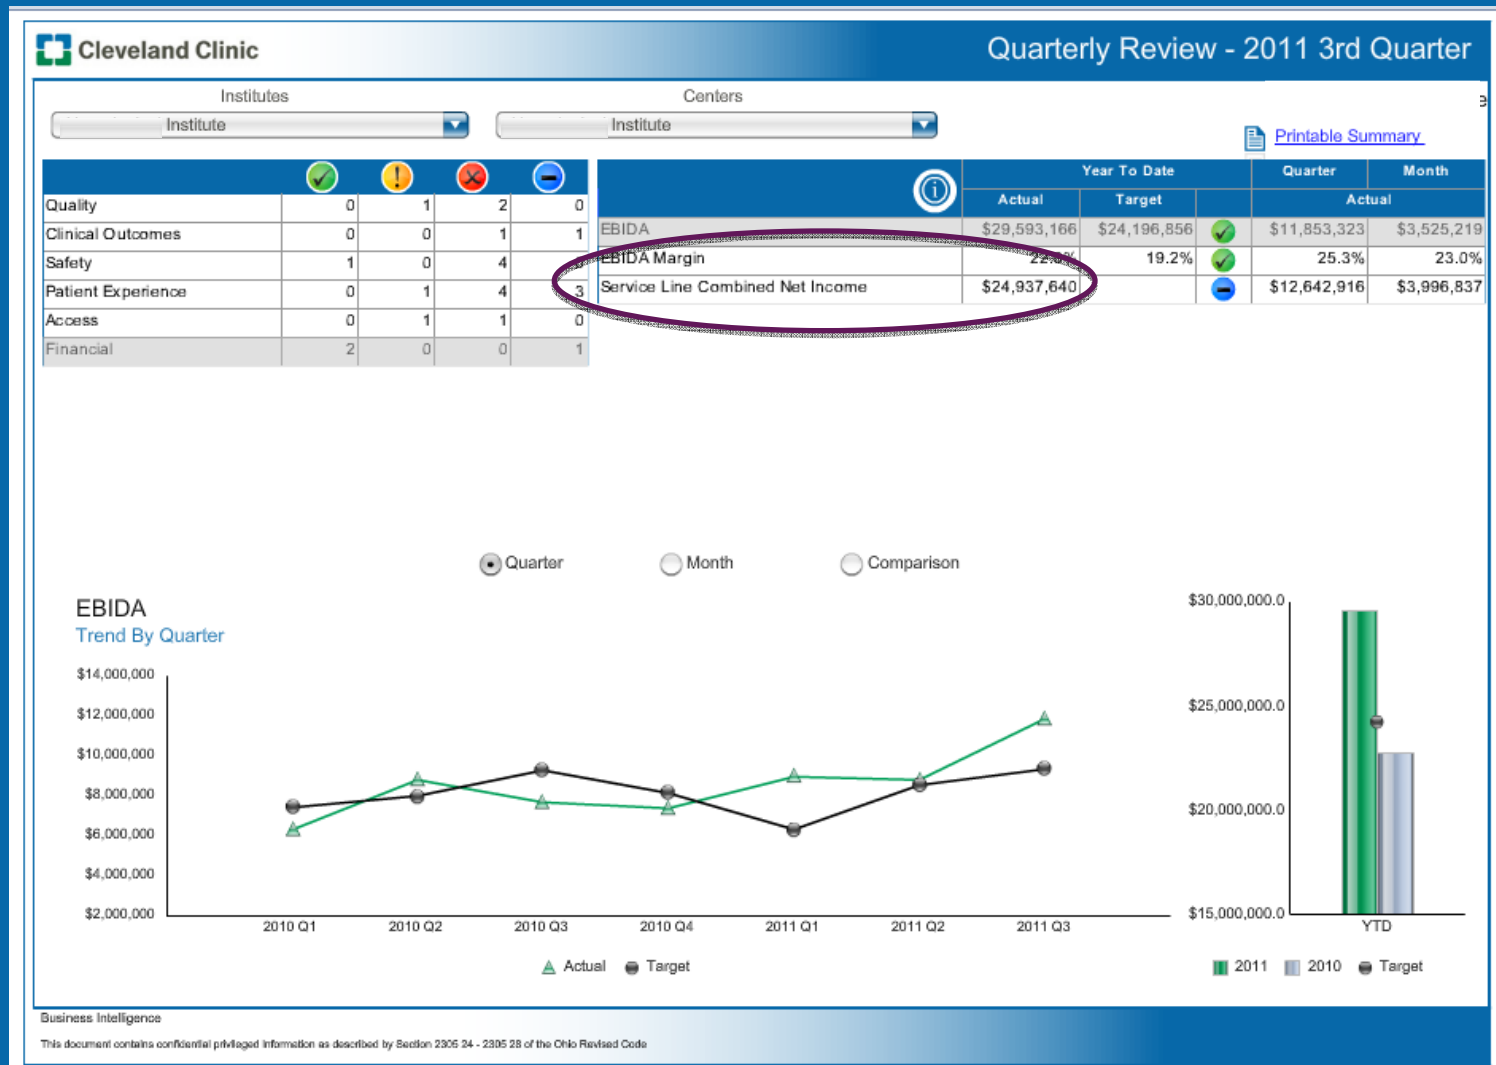 Cleveland Clinic
Quarterly Review - 2011 3rd Quarter
Institutes
Centers
Institute
Institute
Printable Summary
Year To Date Quarter Month
Actual Target Actual
Quality 0 1 2 0
Clinical Outcomes 0 0 1 1
Safety 1 0 4
Patient Experience 0 1 4 3
Access 0 1 1 0
Financial 2 0 0 1
EBIDA $29,593,166 $24,196,856 $11,853,323 $3,525,219
EBIDA Margin 19.2% 25.3% 23.0%
Service Line Combined Net Income $24,937,640 $12,642,916 $3,996,837
Quarter Month Comparison
EBIDA
Trend By Quarter
$14,000,000
$12,000,000
$10,000,000
$8,000,000
$6,000,000
$4,000,000
$2,000,000
2010 Q1 2010 Q2 2010 Q3 2010 Q4 2011 Q1 2011 Q2 2011 Q3
Actual Target
$30,000,000.0
$25,000,000.0
$20,000,000.0
$15,000,000.0
YTD
2011 2010 Target
Business Intelligence
This document contains confidential privileged information as described by Section 2305 24 - 2305 28 of the Ohio Revised Code